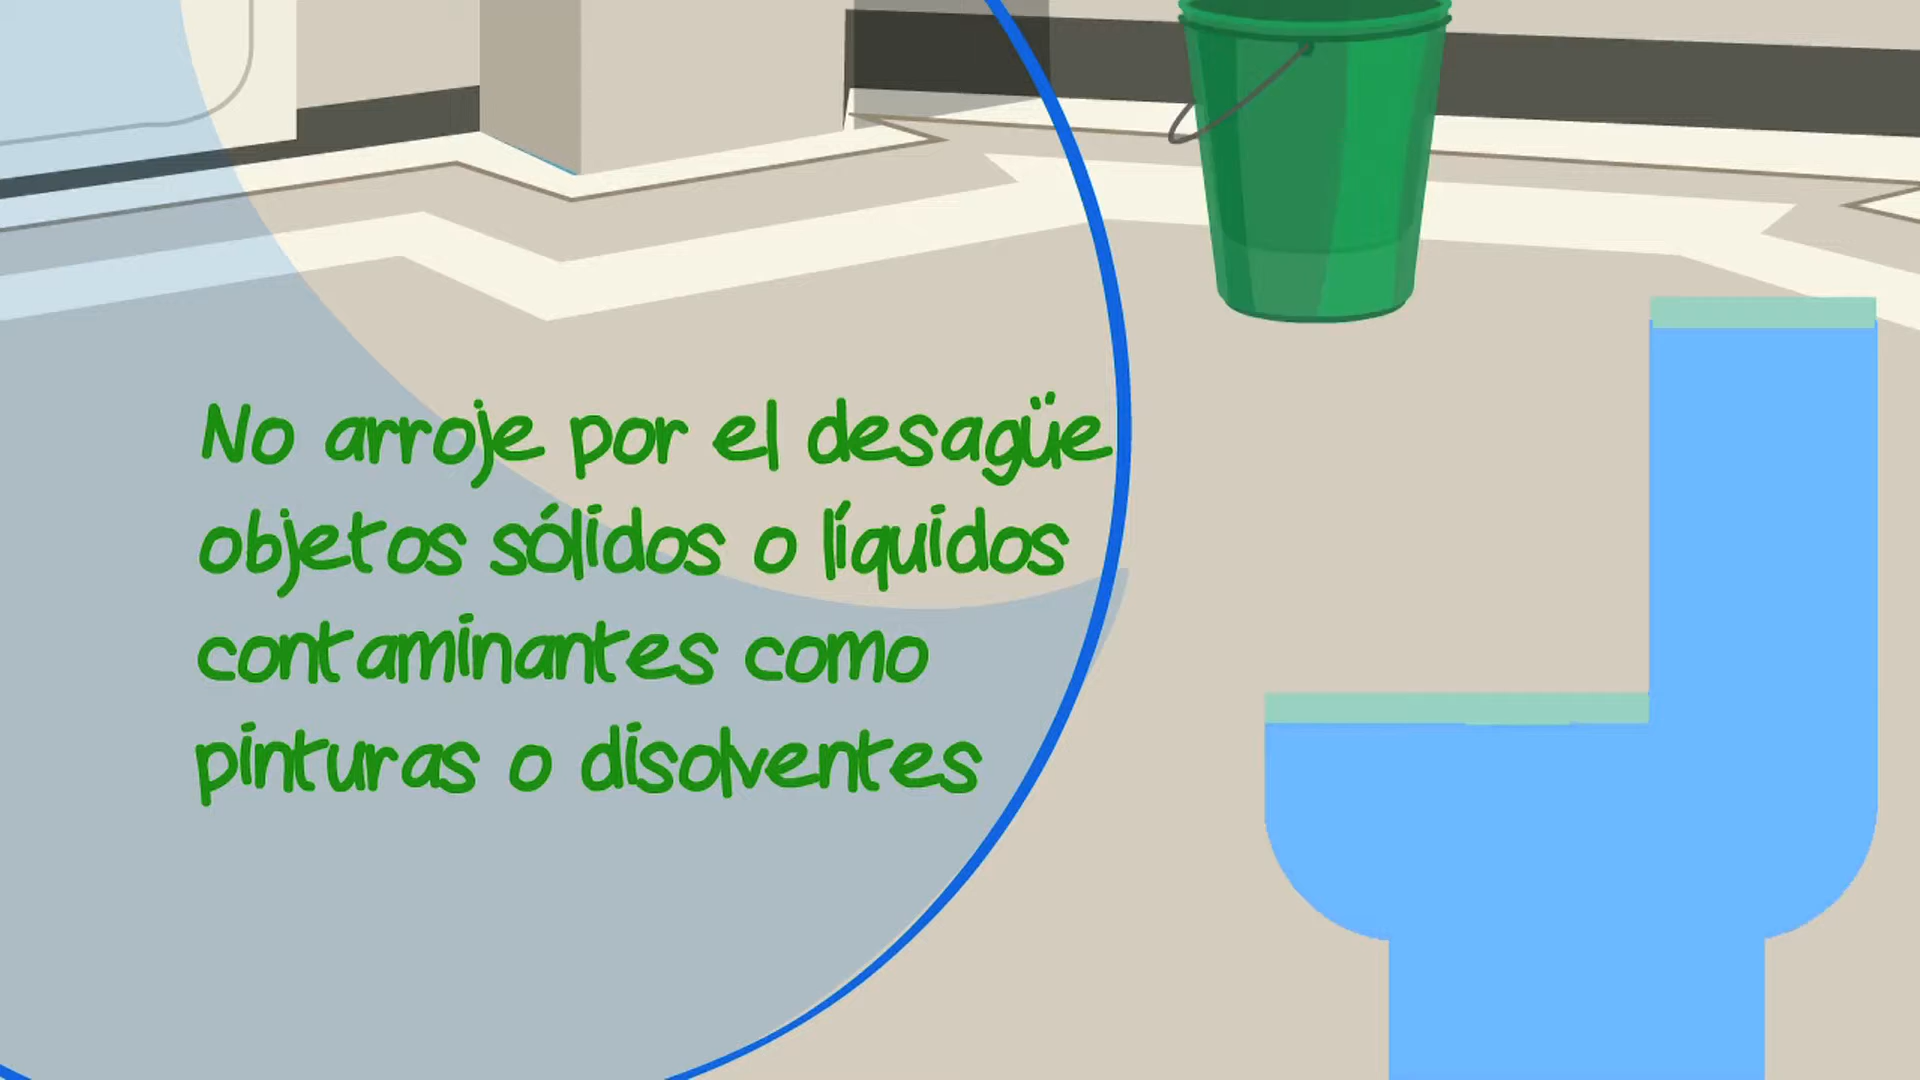 No arroje por el desagüe
objetos sólidos o líquidos
contaminantes como
pinturas o disolventes